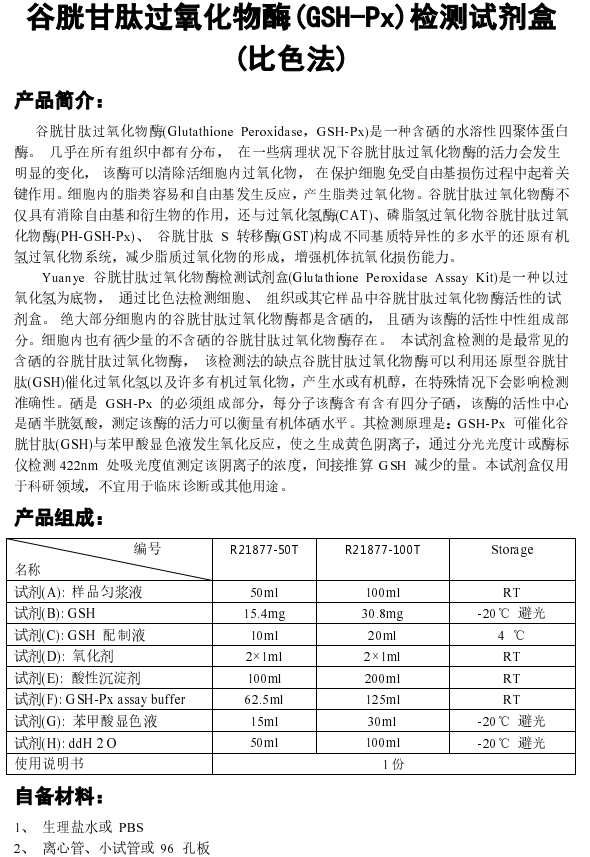 谷胱甘肽过氧化物酶(GSH-Px)检测试剂盒
(比色法)
产品简介：
谷胱甘肽过氧化物酶(Glutathione Peroxidase，GSH-Px)是一种含硒的水溶性四聚体蛋白
酶。 几乎在所有组织中都有分布， 在一些病理状况下谷胱甘肽过氧化物酶的活力会发生
明显的变化， 该酶可以清除活细胞内过氧化物， 在保护细胞免受自由基损伤过程中起着关
键作用。细胞内的脂类容易和自由基发生反应，产生脂类过氧化物。谷胱甘肽过氧化物酶不
仅具有消除自由基和衍生物的作用，还与过氧化氢酶(CAT)、磷脂氢过氧化物谷胱甘肽过氧
化物酶(PH-GSH-Px)、 谷胱甘肽 S 转移酶(GST)构成不同基质特异性的多水平的还原有机
氢过氧化物系统，减少脂质过氧化物的形成，增强机体抗氧化损伤能力。
Yuanye 谷胱甘肽过氧化物酶检测试剂盒(Glutathione Peroxidase Assay Kit)是一种以过
氧化氢为底物， 通过比色法检测细胞、 组织或其它样品中谷胱甘肽过氧化物酶活性的试
剂盒。 绝大部分细胞内的谷胱甘肽过氧化物酶都是含硒的， 且硒为该酶的活性中性组成部
分。细胞内也有很少量的不含硒的谷胱甘肽过氧化物酶存在。 本试剂盒检测的是最常见的
含硒的谷胱甘肽过氧化物酶， 该检测法的缺点谷胱甘肽过氧化物酶可以利用还原型谷胱甘
肽(GSH)催化过氧化氢以及许多有机过氧化物，产生水或有机醇，在特殊情况下会影响检测
准确性。硒是 GSH-Px 的必须组成部分，每分子该酶含有含有四分子硒，该酶的活性中心
是硒半胱氨酸，测定该酶的活力可以衡量有机体硒水平。其检测原理是：GSH-Px 可催化谷
胱甘肽(GSH)与苯甲酸显色液发生氧化反应，使之生成黄色阴离子，通过分光光度计或酶标
仪检测 422nm 处吸光度值测定该阴离子的浓度，间接推算 GSH 减少的量。本试剂盒仅用
于科研领域，不宜用于临床诊断或其他用途。
产品组成：
编号 R21877-50T R21877-100T Storage
名称
试剂(A): 样品匀浆液 50ml 100ml RT
试剂(B): GSH 15.4mg 30.8mg -20℃ 避光
试剂(C): GSH 配制液 10ml 20ml 4 ℃
试剂(D): 氧化剂 2×1ml 2×1ml RT
试剂(E): 酸性沉淀剂 100ml 200ml RT
试剂(F): GSH-Px assay buffer 62.5ml 125ml RT
试剂(G): 苯甲酸显色液 15ml 30ml -20℃ 避光
试剂(H): ddH 2 O 50ml 100ml -20℃ 避光
使用说明书 1份
自备材料：
1、 生理盐水或 PBS
2、 离心管、小试管或 96 孔板